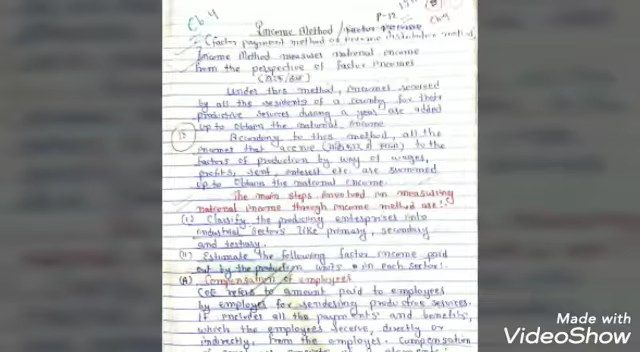 Ch 4
P-19
Ch 4
Income Method / Factor Income
(Factor payment method or income distribution method)
Income Method measures national income
from the perspective of factor incomes
Under this method, incomes received
by all the residents of a country for their
productive services during a year are added
up to obtain the national income
According to this method, all the
incomes that accrue to the
factors of production by way of wages,
profits, rent, interest etc. are summed
up to obtain the national income.
The main steps involved in measuring
national income through income method are:
(i) Classify the producing enterprises into
industrial sectors like primary, secondary
and tertiary.
(ii) Estimate the following factor income paid
out by the production units in each sector:
(A) Compensation of employees
COE refers to amount paid to employees
by employer for rendering productive services.
It includes all the payments and benefits,
which the employees receive, directly or
indirectly, from the employer. Compensation
Made with
VideoShow